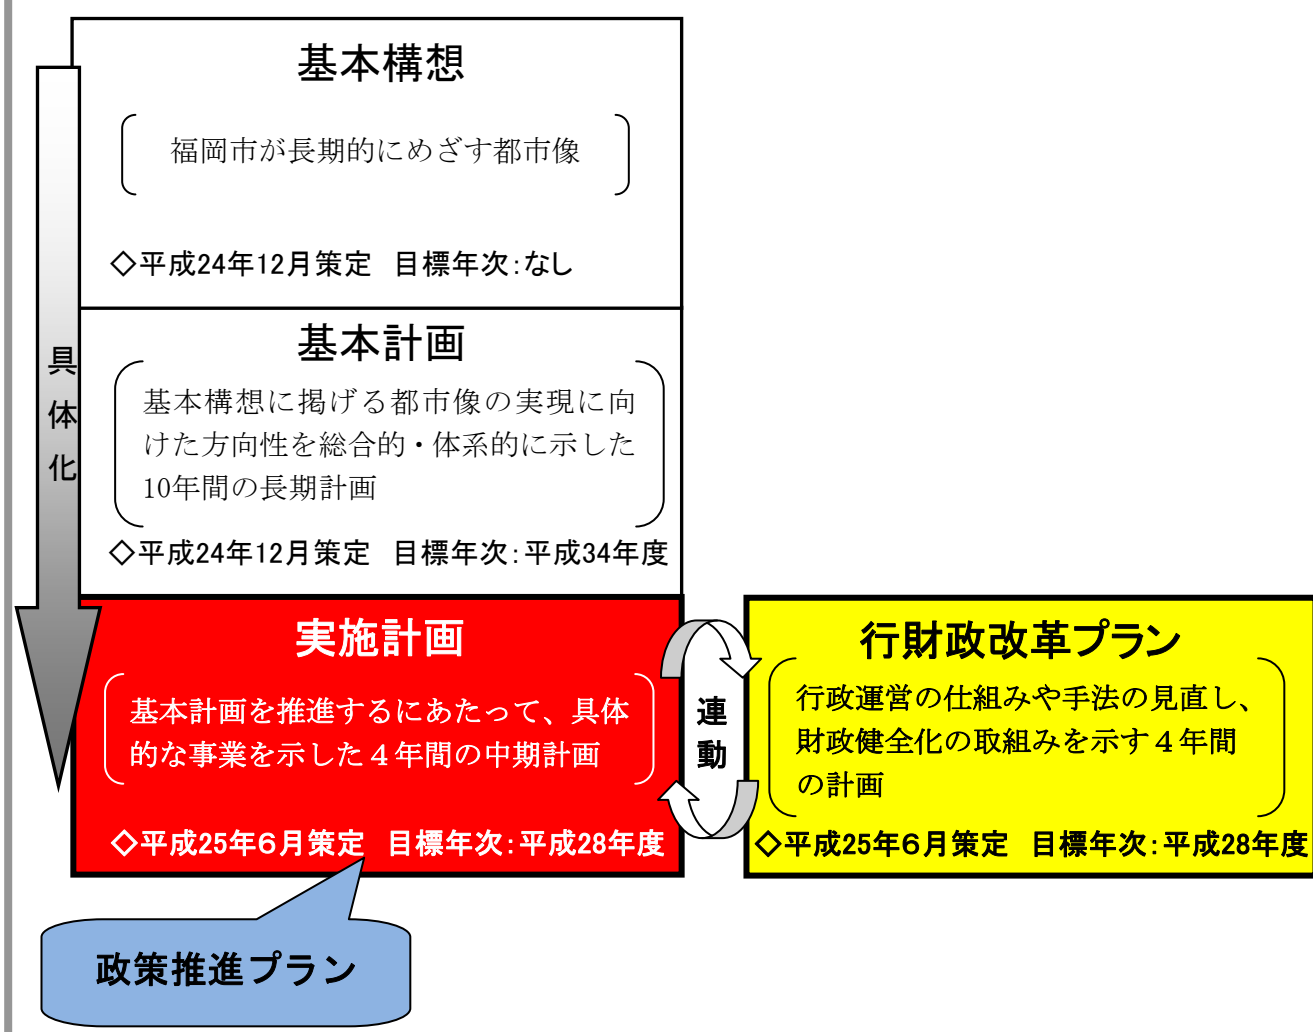 基本構想
福岡市が長期的にめざす都市像
◇平成24年12月策定　目標年次：なし
具
体
化
基本計画
基本構想に掲げる都市像の実現に向
けた方向性を総合的・体系的に示した
10年間の長期計画
◇平成24年12月策定　目標年次：平成34年度
実施計画
基本計画を推進するにあたって、具体
的な事業を示した４年間の中期計画
◇平成25年６月策定　目標年次：平成28年度
連
動
行財政改革プラン
行政運営の仕組みや手法の見直し、
財政健全化の取組みを示す４年間
の計画
◇平成25年６月策定　目標年次：平成28年度
政策推進プラン